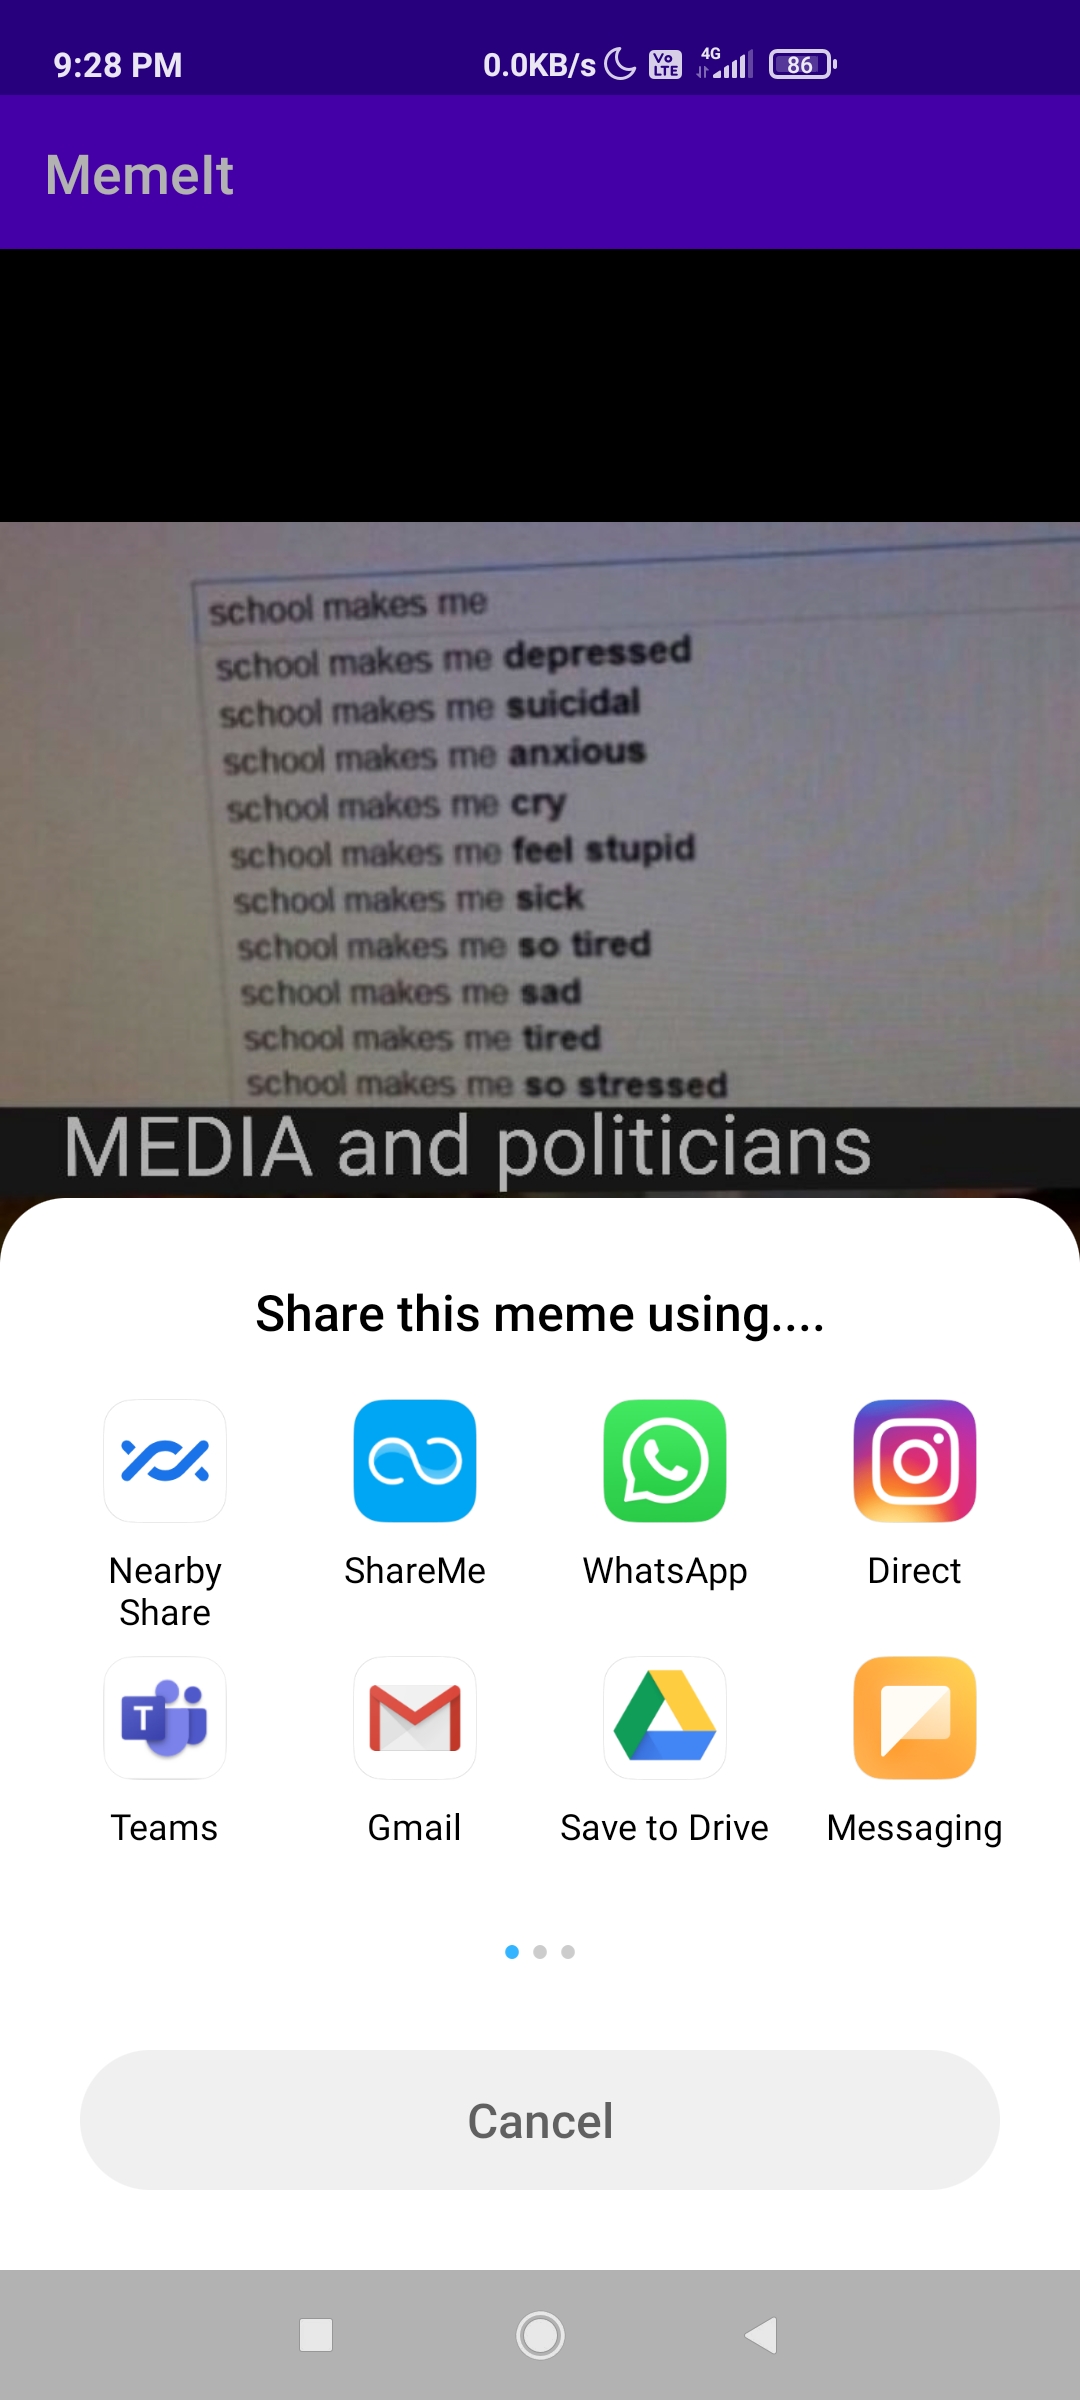 9:28 PM
0.0KB/s
Vo LTE
4G
86
MemeIt
school makes me
school makes me depressed
school makes me suicidal
school makes me anxious
school makes me cry
school makes me feel stupid
school makes me sick
school makes me so tired
school makes me sad
school makes me tired
school makes me so stressed
MEDIA and politicians
Share this meme using....
Nearby Share
ShareMe
WhatsApp
Direct
T
Teams
Gmail
Save to Drive
Messaging
Cancel